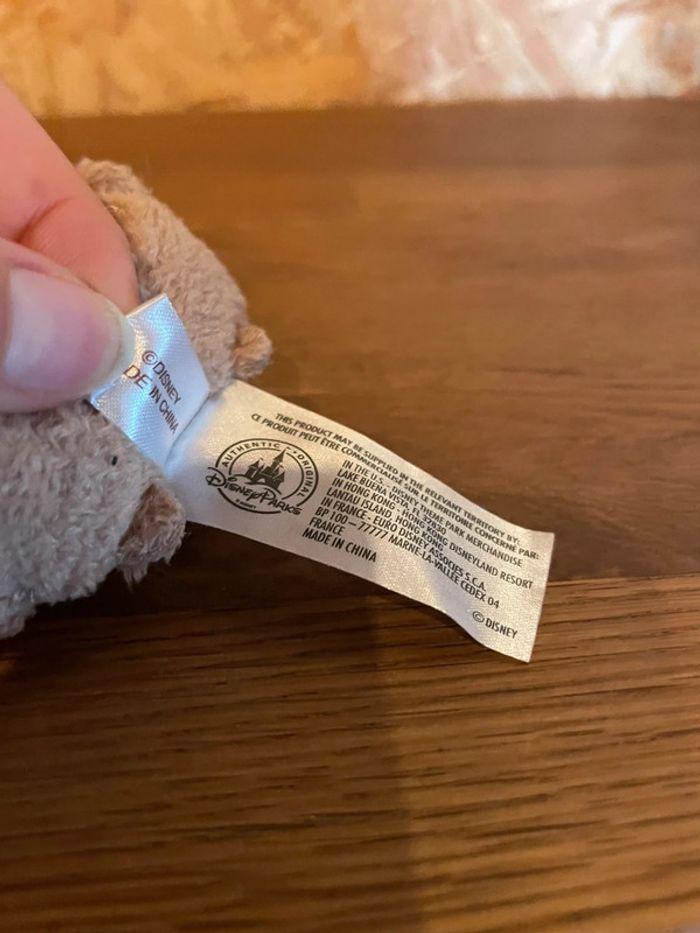 © DISNEY
DE IN CHINA
AUTHENTIC ORIGINAL
DISNEY PARKS
© DISNEY
THIS PRODUCT MAY BE SUPPLIED IN THE RELEVANT TERRITORY BY:
CE PRODUIT PEUT ÊTRE COMMERCIALISÉ SUR LE TERRITOIRE CONCERNÉ PAR:
IN THE U.S. - DISNEY THEME PARK MERCHANDISE
LAKE BUENA VISTA, FL 32830
IN HONG KONG - HONG KONG DISNEYLAND RESORT
LANTAU ISLAND, HONG KONG
IN FRANCE - EURO DISNEY ASSOCIES S.C.A.
BP 100 - 77777 MARNE-LA-VALLÉE CEDEX 04
FRANCE
MADE IN CHINA
© DISNEY